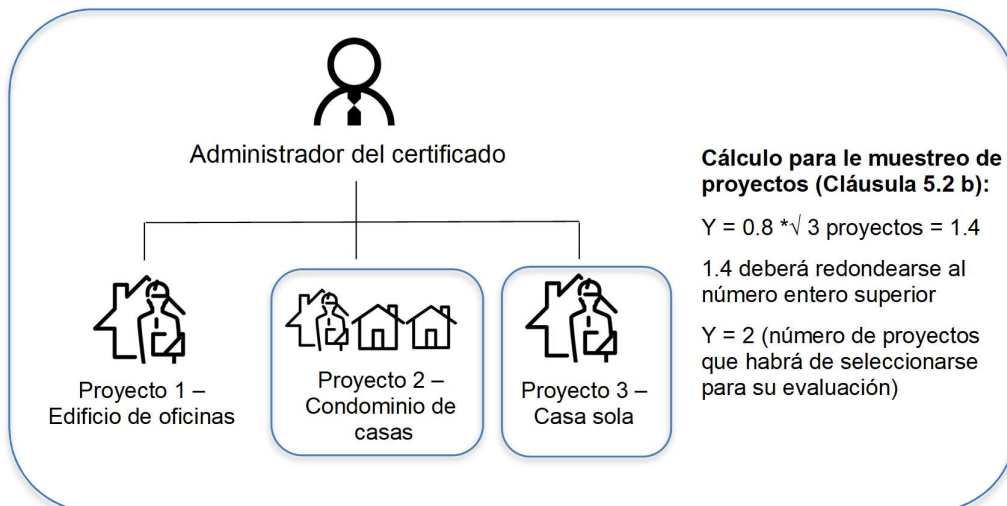 Administrador del certificado
Proyecto 1 –
Edificio de oficinas
Proyecto 2 –
Condominio de
casas
Proyecto 3 –
Casa sola
Cálculo para le muestreo de
proyectos (Cláusula 5.2 b):
Y = 0.8 *√ 3 proyectos = 1.4
1.4 deberá redondearse al
número entero superior
Y = 2 (número de proyectos
que habrá de seleccionarse
para su evaluación)